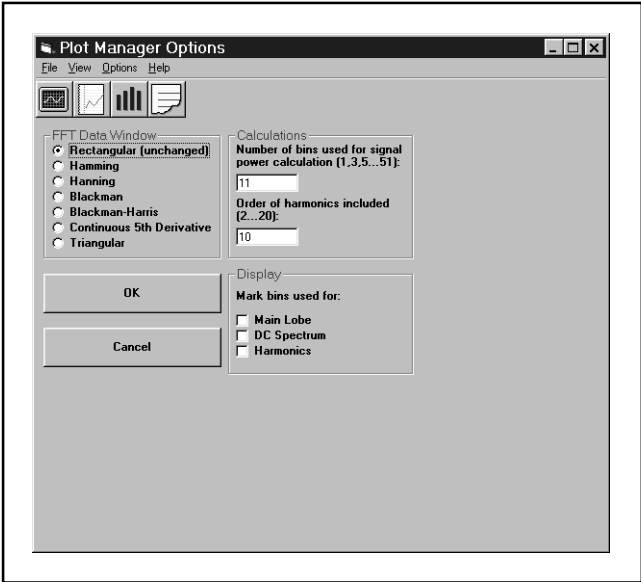 Plot Manager Options
File View Options Help
FFT Data Window
Rectangular (unchanged)
Hamming
Hanning
Blackman
Blackman-Harris
Continuous 5th Derivative
Triangular
OK
Cancel
Calculations
Number of bins used for signal
power calculation (1,3,5...51):
11
Order of harmonics included
(2...20):
10
Display
Mark bins used for:
Main Lobe
DC Spectrum
Harmonics